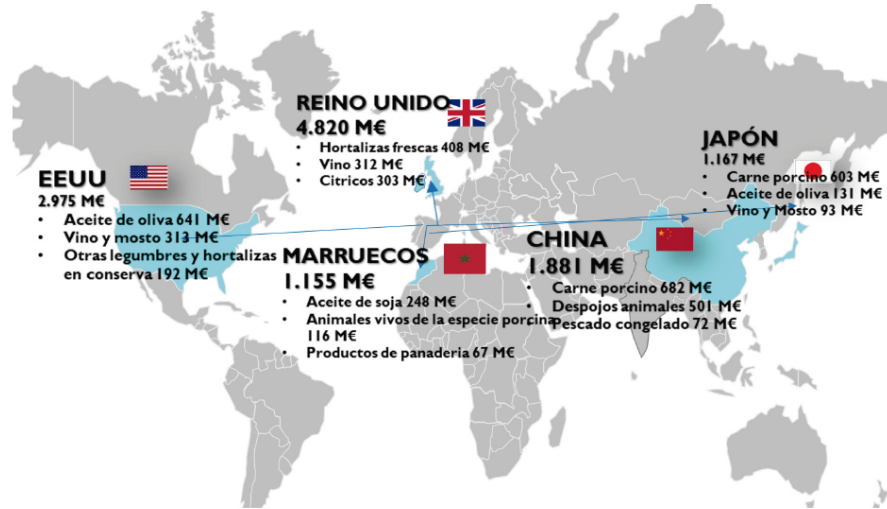 REINO UNIDO
4.820 M€
• Hortalizas frescas 408 M€
• Vino 312 M€
• Citricos 303 M€
JAPÓN
1.167 M€
• Carne porcino 603 M€
• Aceite de oliva 131 M€
• Vino y Mosto 93 M€
EEUU
2.975 M€
• Aceite de oliva 641 M€
• Vino y mosto 313 M€
• Otras legumbres y hortalizas
en conserva 192 M€
MARRUECOS
1.155 M€
• Aceite de soja 248 M€
• Animales vivos de la especie porcina
116 M€
• Productos de panaderia 67 M€
CHINA
1.881 M€
• Carne porcino 682 M€
• Despojos animales 501 M€
• Pescado congelado 72 M€